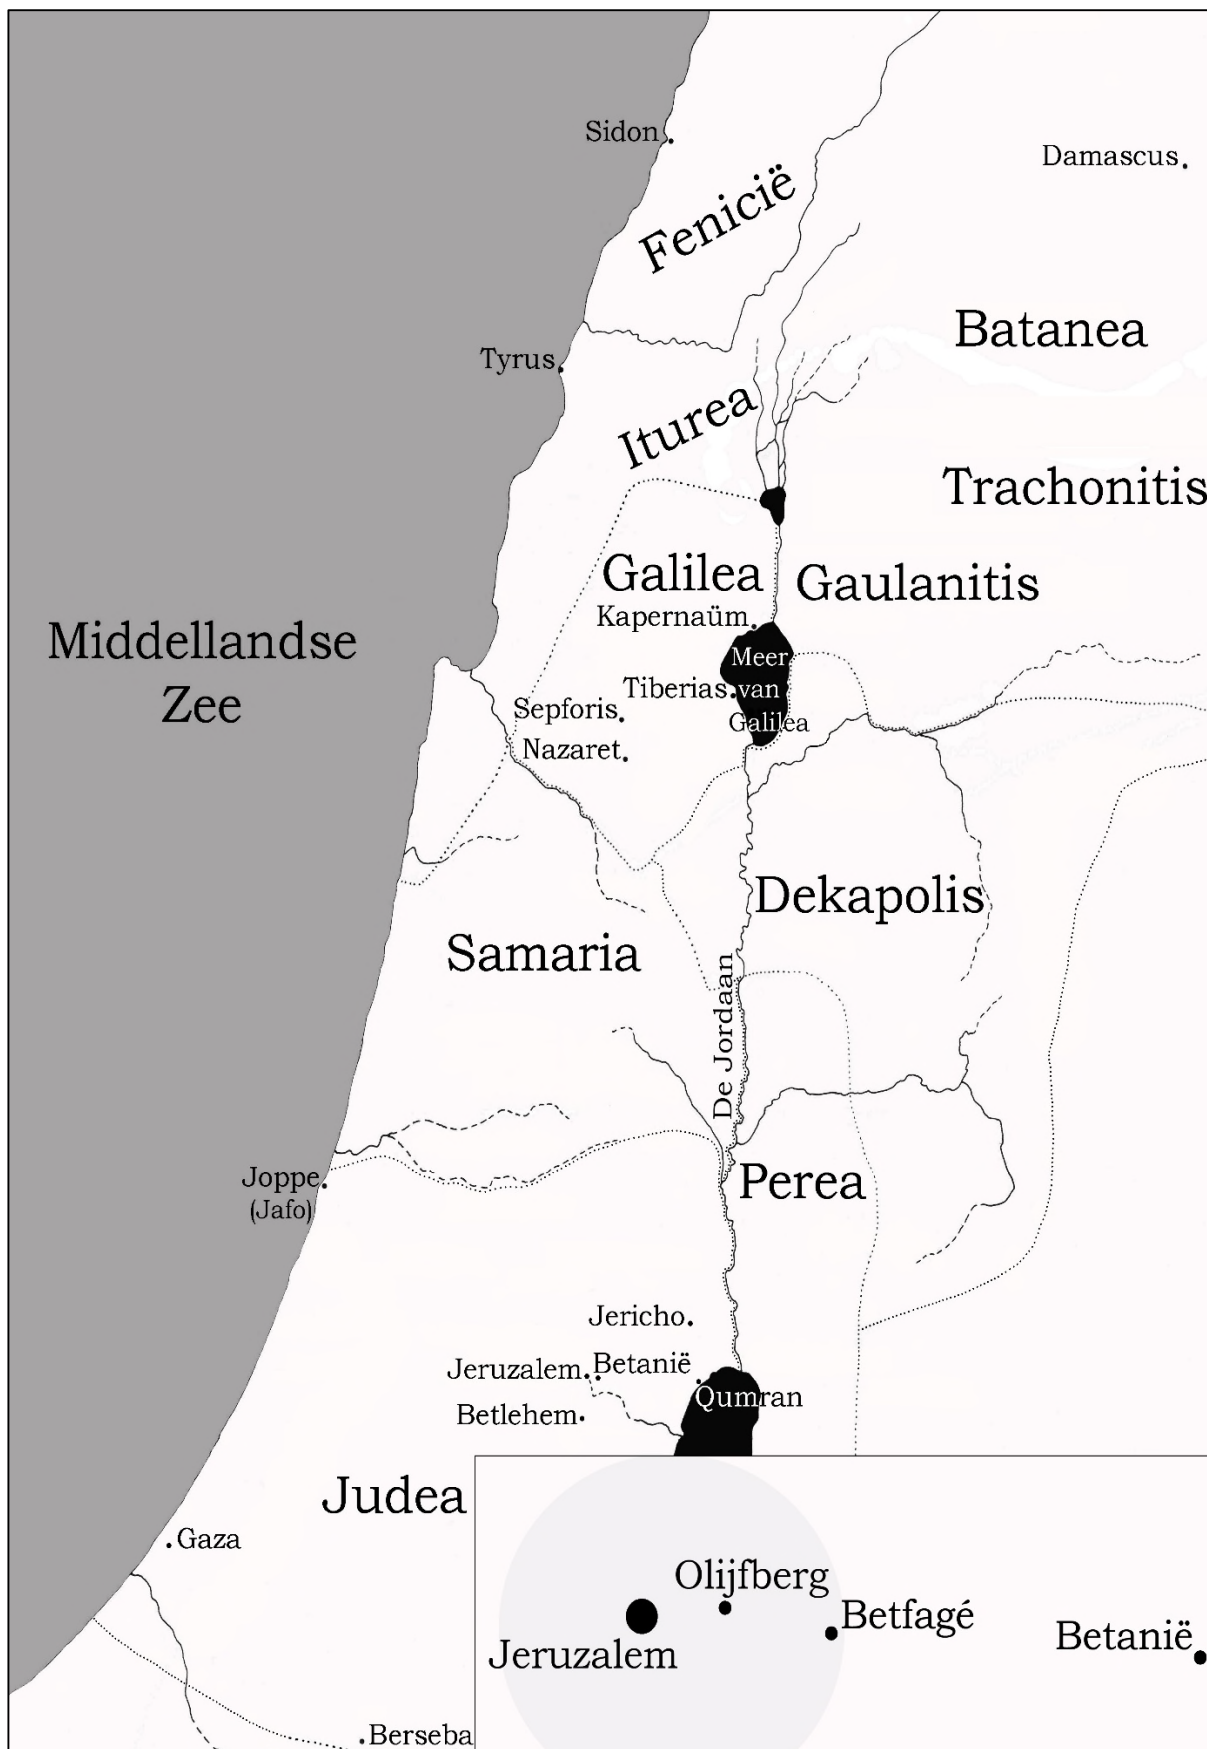 Sidon
Damascus
Fenicië
Batanea
Tyrus
Iturea
Trachonitis
Galilea
Gaulanitis
Kapernaüm
Middellandse
Zee
Meer
van
Galilea
Tiberias
Sepforis
Nazaret
Dekapolis
Samaria
De Jordaan
Joppe
(Jafo)
Perea
Jericho
Jeruzalem
Betanië
Qumran
Betlehem
Judea
Gaza
Berseba
Olijfberg
Betfagé
Jeruzalem
Betanië